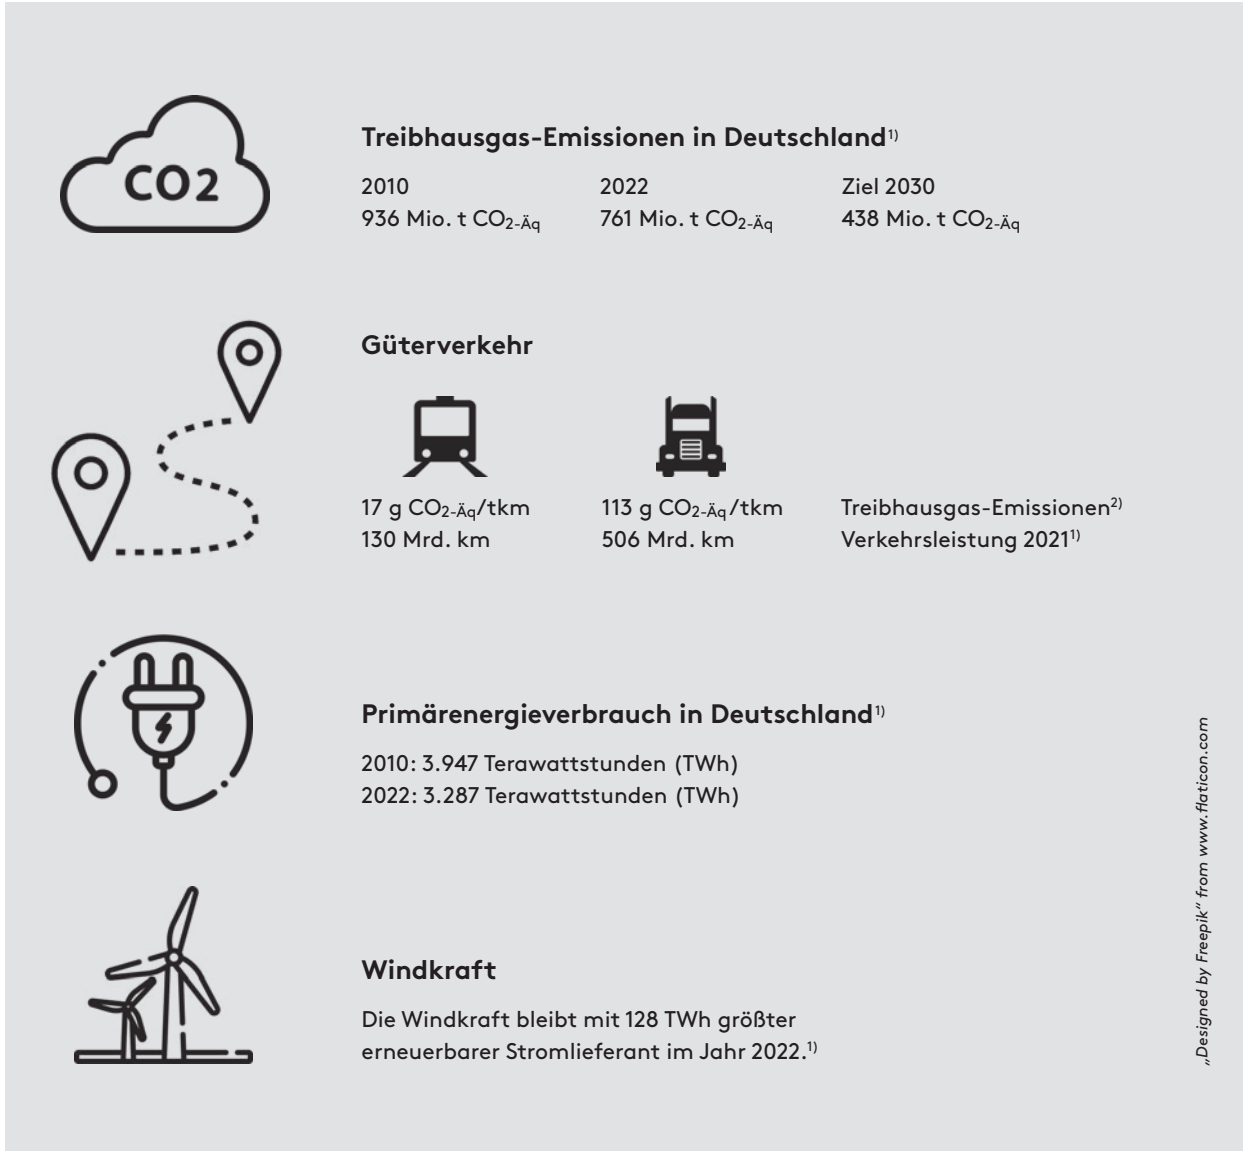 CO2
Treibhausgas-Emissionen in Deutschland1)
2010 2022 Ziel 2030
936 Mio. t CO2-Äq 761 Mio. t CO2-Äq 438 Mio. t CO2-Äq
Güterverkehr
17 g CO2-Äq/tkm 113 g CO2-Äq/tkm Treibhausgas-Emissionen2)
130 Mrd. km 506 Mrd. km Verkehrsleistung 20211)
Primärenergieverbrauch in Deutschland1)
2010: 3.947 Terawattstunden (TWh)
2022: 3.287 Terawattstunden (TWh)
Windkraft
Die Windkraft bleibt mit 128 TWh größter
erneuerbarer Stromlieferant im Jahr 2022.1)
„Designed by Freepik“ from www.flaticon.com